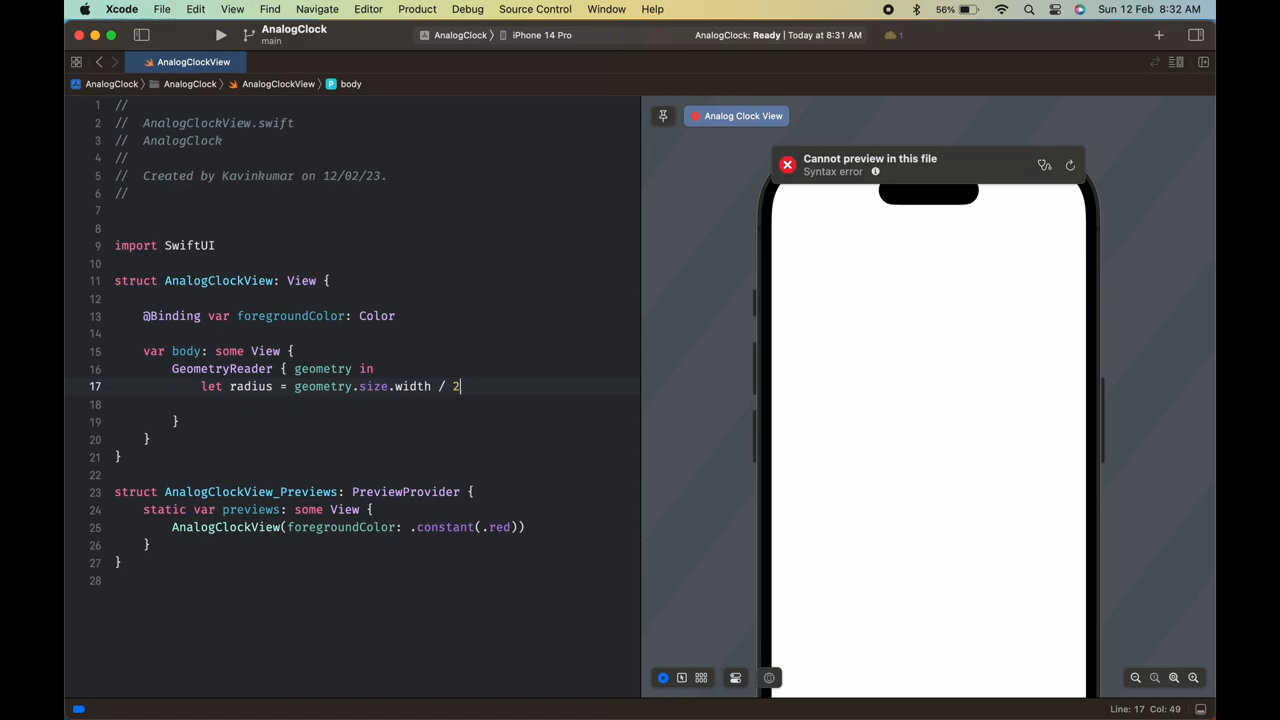 Xcode File Edit View Find Navigate Editor Product Debug Source Control Window Help 56% Sun 12 Feb 8:32 AM
AnalogClock
main
AnalogClock 〉 iPhone 14 Pro
AnalogClock: Ready | Today at 8:31 AM
1
AnalogClockView
AnalogClock 〉 AnalogClock 〉 AnalogClockView 〉 P body
1 //
2 //  AnalogClockView.swift
3 //  AnalogClock
4 //
5 //  Created by Kavinkumar on 12/02/23.
6 //
7
8
9 import SwiftUI
10
11 struct AnalogClockView: View {
12
13     @Binding var foregroundColor: Color
14
15     var body: some View {
16         GeometryReader { geometry in
17             let radius = geometry.size.width / 2
18
19         }
20     }
21 }
22
23 struct AnalogClockView_Previews: PreviewProvider {
24     static var previews: some View {
25         AnalogClockView(foregroundColor: .constant(.red))
26     }
27 }
28
Analog Clock View
Cannot preview in this file
Syntax error
Line: 17 Col: 49